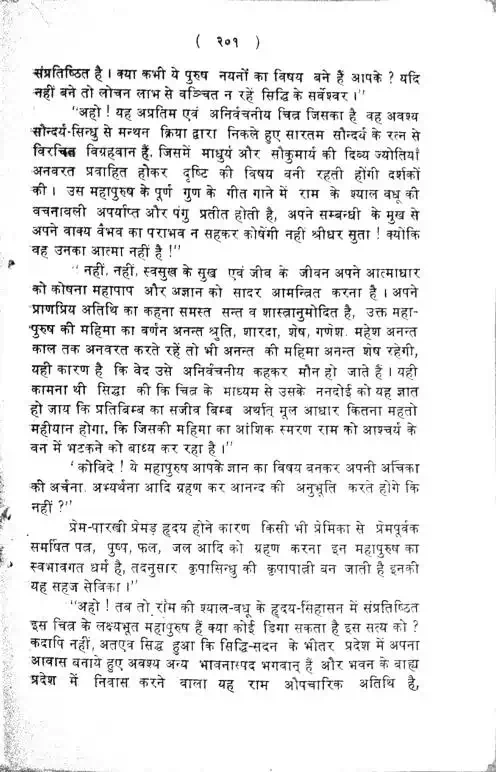 ( २०१ )
संप्रतिष्ठित है । क्या कभी ये पुरुष नयनों का विषय बने हैं आपके ? यदि
नहीं बने तो लोचन लाभ से वञ्चित न रहें सिद्धि के सर्वेश्वर ।"
"अहो ! यह अप्रतिम एवं अनिर्वचनीय चित्र जिसका है वह अवश्य
सौन्दर्य-सिन्धु से मन्थन क्रिया द्वारा निकले हुए सारतम सौन्दर्य के रत्न से
विरचित विग्रहवान हैं, जिसमें माधुर्य और सौकुमार्य की दिव्य ज्योतियाँ
अनवरत प्रवाहित होकर दृष्टि की विषय बनी रहती होंगी दर्शकों
की । उस महापुरुष के पूर्ण गुण के गीत गाने में राम के श्याल वधू की
वचनावली अपर्याप्त और पंगु प्रतीत होती है, अपने सम्बन्धी के मुख से
अपने वाक्य वैभव का पराभव न सहकर कोषेंगी नहीं श्रीधर सुता ! क्योंकि
वह उनका आत्मा नहीं है !"
"नहीं, नहीं, स्वसुख के सुख एवं जीव के जीवन अपने आत्माधार
को कोषना महापाप और अज्ञान को सादर आमन्त्रित करना है । अपने
प्राणप्रिय अतिथि का कहना समस्त सन्त व शास्त्रानुमोदित है, उक्त महा-
पुरुष की महिमा का वर्णन अनन्त श्रुति, शारदा, शेष, गणेश. महेश अनन्त
काल तक अनवरत करते रहें तो भी अनन्त की महिमा अनन्त शेष रहेगी,
यही कारण है कि वेद उसे अनिर्वचनीय कहकर मौन हो जाते हैं । यही
कामना थी सिद्धा की कि चित्र के माध्यम से उसके ननदोई को यह ज्ञात
हो जाय कि प्रतिबिम्ब का सजीव बिम्ब अर्थात् मूल आधार कितना महतो
महीयान होगा, कि जिसकी महिमा का आंशिक स्मरण राम को आश्चर्य के
वन में भटकने को बाध्य कर रहा है ।"
'कोविदे ! ये महापुरुष आपके ज्ञान का विषय बनकर अपनी अचिका
की अर्चना. अभ्यर्थना आदि ग्रहण कर आनन्द की अनुभूति करते होगे कि
नहीं ?"
प्रेम-पारखी प्रेमड़ हृदय होने कारण किसी भी प्रेमिका से प्रेमपूर्वक
समर्पित पत्र, पुष्प, फल, जल आदि को ग्रहण करना इन महापुरुष का
स्वभावगत धर्म है, तदनुसार कृपासिन्धु की कृपापात्री बन जाती है इनकी
यह सहज सेविका ।"
"अहो ! तब तो राम की श्याल-वधू के हृदय-सिंहासन में संप्रतिष्ठित
इस चित्र के लक्ष्यभूत महापुरुष हैं क्या कोई डिगा सकता है इस सत्य को ?
कदापि नहीं, अतएव सिद्ध हुआ कि सिद्धि-सदन के भीतर प्रदेश में अपना
आवास बनाये हुए अवश्य अन्य भावनास्पद भगवान् हैं और भवन के बाह्य
प्रदेश में निवास करने वाला यह राम औपचारिक अतिथि है,